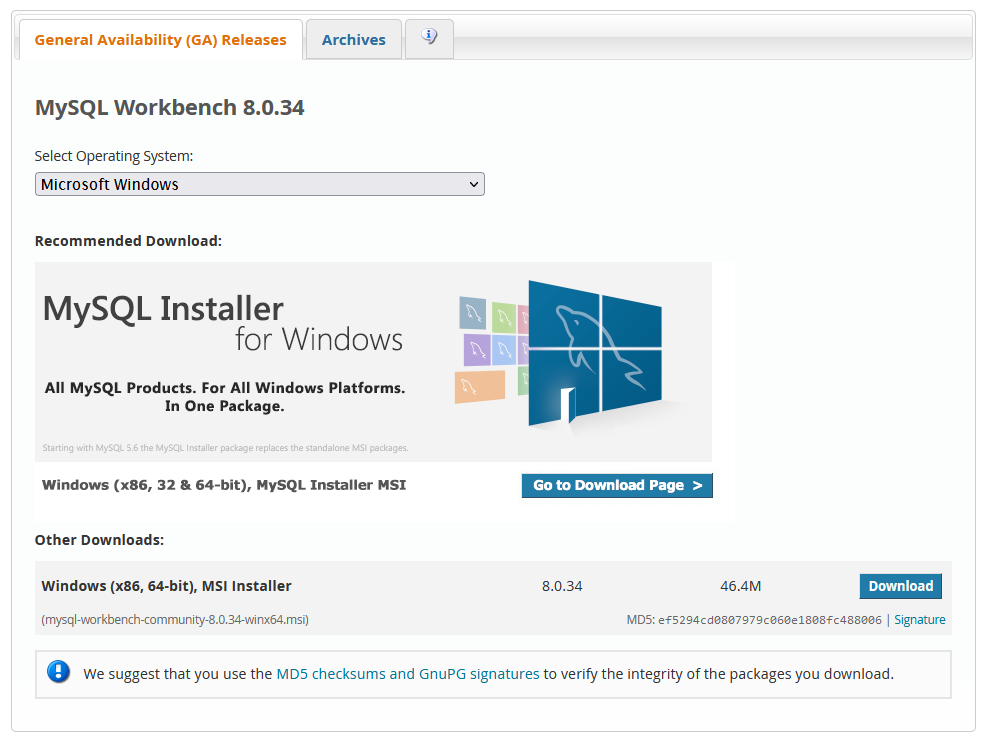 General Availability (GA) Releases
Archives
MySQL Workbench 8.0.34
Select Operating System:
Microsoft Windows
Recommended Download:
MySQL Installer
for Windows
All MySQL Products. For All Windows Platforms.
In One Package.
Starting with MySQL 5.6 the MySQL Installer package replaces the standalone MSI packages.
Windows (x86, 32 & 64-bit), MySQL Installer MSI
Go to Download Page >
Other Downloads:
Windows (x86, 64-bit), MSI Installer 8.0.34 46.4M Download
(mysql-workbench-community-8.0.34-winx64.msi) MD5: ef5294cd0807979c060e1808fc488006 | Signature
We suggest that you use the MD5 checksums and GnuPG signatures to verify the integrity of the packages you download.